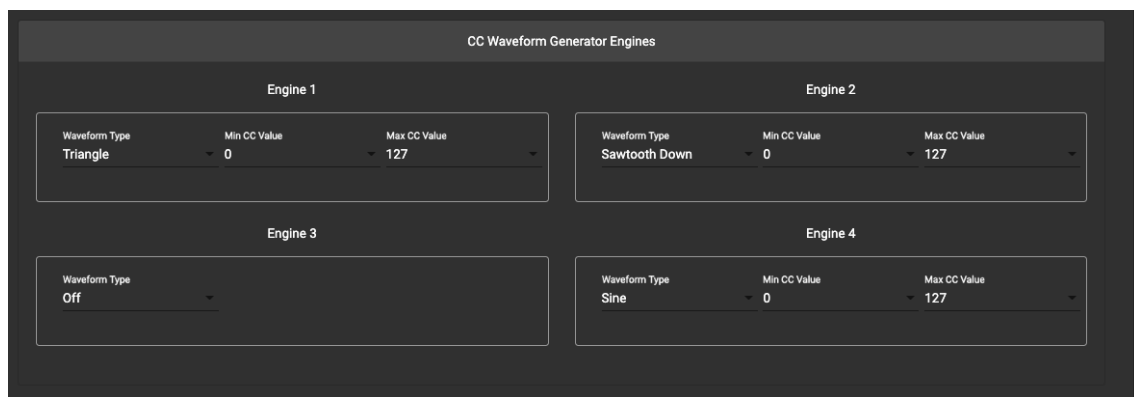 CC Waveform Generator Engines
Engine 1
Waveform Type Min CC Value Max CC Value
Triangle 0 127
Engine 2
Waveform Type Min CC Value Max CC Value
Sawtooth Down 0 127
Engine 3
Waveform Type
Off
Engine 4
Waveform Type Min CC Value Max CC Value
Sine 0 127